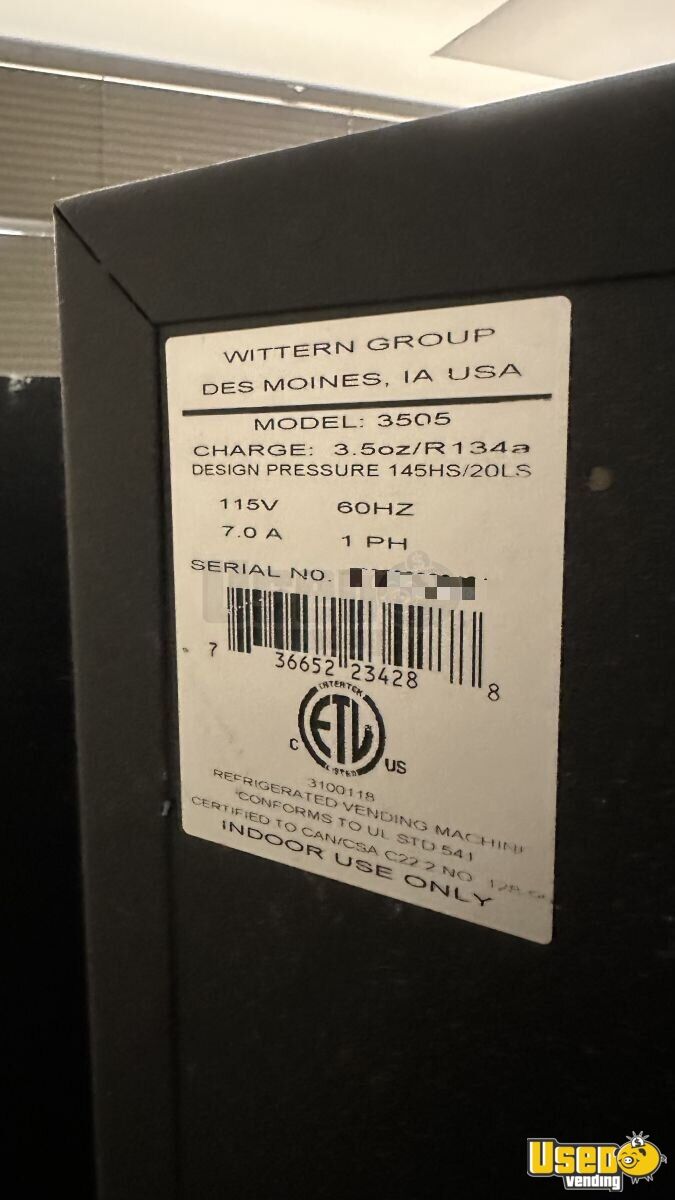 WITTERN GROUP
DES MOINES, IA USA
MODEL: 3505
CHARGE: 3.5oz/R134a
DESIGN PRESSURE 145HS/20LS
115V 60HZ
7.0 A 1 PH
SERIAL NO.
7 36652 23428 8
INTERTEK
ETL
LISTED
C US
3100118
REFRIGERATED VENDING MACHINE
CONFORMS TO UL STD 541
CERTIFIED TO CAN/CSA C22.2 NO
INDOOR USE ONLY
USED
vending